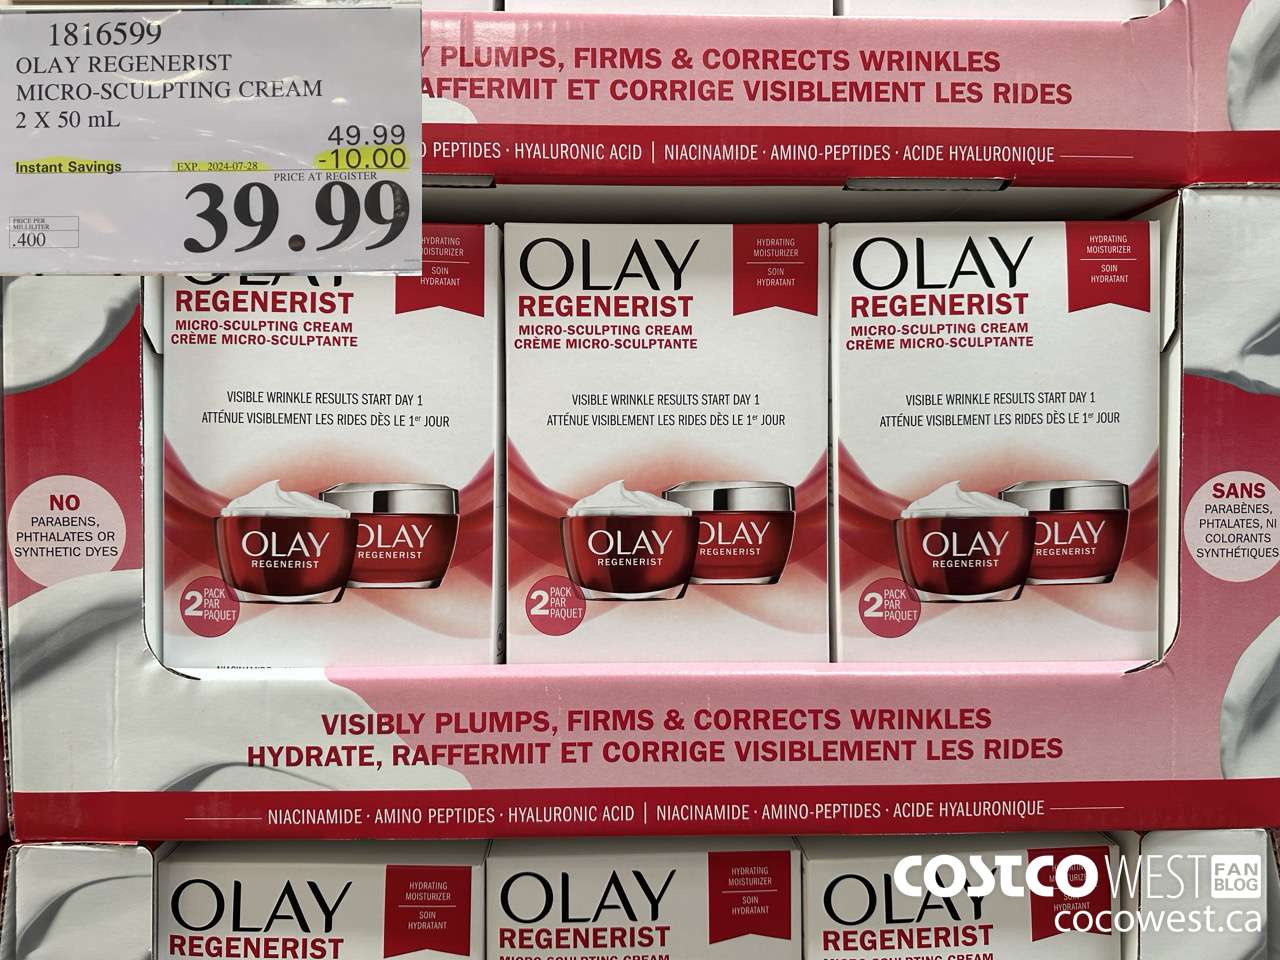 1816599
OLAY REGENERIST
MICRO-SCULPTING CREAM
2 X 50 mL
49.99
Instant Savings EXP. 2024-07-28 -10.00
PRICE AT REGISTER
39.99
PRICE PER
MILLILITER
.400
Y PLUMPS, FIRMS & CORRECTS WRINKLES
AFFERMIT ET CORRIGE VISIBLEMENT LES RIDES
PEPTIDES · HYALURONIC ACID | NIACINAMIDE · AMINO-PEPTIDES · ACIDE HYALURONIQUE
OLAY
REGENERIST
MICRO-SCULPTING CREAM
CRÈME MICRO-SCULPTANTE
HYDRATING
MOISTURIZER
SOIN
HYDRATANT
VISIBLE WRINKLE RESULTS START DAY 1
ATTÉNUE VISIBLEMENT LES RIDES DÈS LE 1er JOUR
OLAY
REGENERIST
OLAY
REGENERIST
2 PACK
PAR
PAQUET
OLAY
REGENERIST
MICRO-SCULPTING CREAM
CRÈME MICRO-SCULPTANTE
HYDRATING
MOISTURIZER
SOIN
HYDRATANT
VISIBLE WRINKLE RESULTS START DAY 1
ATTÉNUE VISIBLEMENT LES RIDES DÈS LE 1er JOUR
OLAY
REGENERIST
OLAY
REGENERIST
2 PACK
PAR
PAQUET
OLAY
REGENERIST
MICRO-SCULPTING CREAM
CRÈME MICRO-SCULPTANTE
HYDRATING
MOISTURIZER
SOIN
HYDRATANT
VISIBLE WRINKLE RESULTS START DAY 1
ATTÉNUE VISIBLEMENT LES RIDES DÈS LE 1er JOUR
OLAY
REGENERIST
OLAY
REGENERIST
2 PACK
PAR
PAQUET
NO
PARABENS,
PHTHALATES OR
SYNTHETIC DYES
SANS
PARABÈNES,
PHTALATES, NI
COLORANTS
SYNTHÉTIQUES
VISIBLY PLUMPS, FIRMS & CORRECTS WRINKLES
HYDRATE, RAFFERMIT ET CORRIGE VISIBLEMENT LES RIDES
NIACINAMIDE · AMINO PEPTIDES · HYALURONIC ACID | NIACINAMIDE · AMINO-PEPTIDES · ACIDE HYALURONIQUE
OLAY
REGENERIST
HYDRATING
MOISTURIZER
SOIN
HYDRATANT
OLAY
REGENERIST
MICRO-SCULPTING CREAM
HYDRATING
MOISTURIZER
SOIN
HYDRATANT
OLAY
REGENERIST
MICRO-SCULPTING CREAM
MOISTURIZER
SOIN
HYDRATANT
COSTCO WEST FAN
BLOG
cocowest.ca